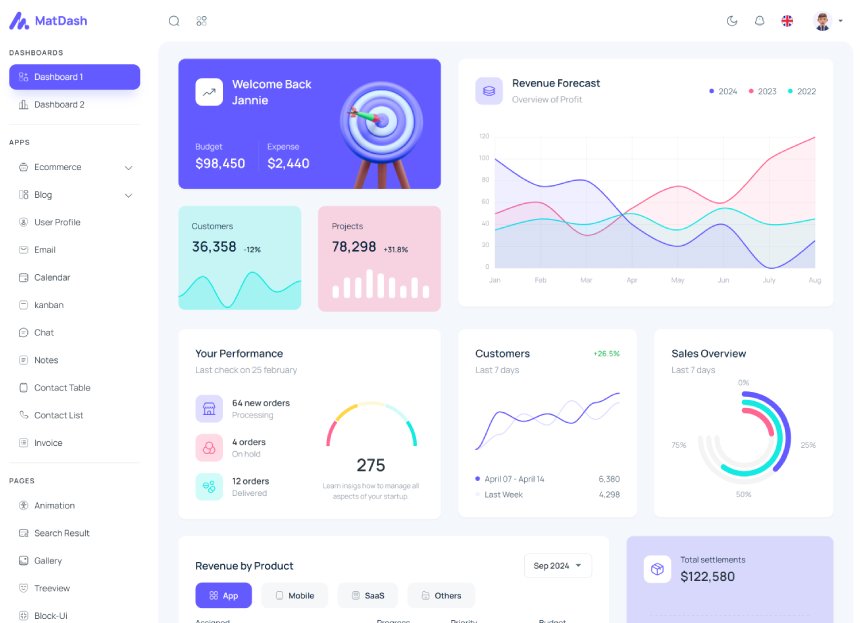 MatDash
DASHBOARDS
Dashboard 1
Dashboard 2
APPS
Ecommerce
Blog
User Profile
Email
Calendar
kanban
Chat
Notes
Contact Table
Contact List
Invoice
PAGES
Animation
Search Result
Gallery
Treeview
Block-Ui
Welcome Back
Jannie
Budget
$98,450
Expense
$2,440
Revenue Forecast
Overview of Profit
2024
2023
2022
120
100
80
60
40
20
0
Jan
Feb
Mar
Apr
May
Jun
July
Aug
Customers
36,358 -12%
Projects
78,298 +31.8%
Your Performance
Last check on 25 february
64 new orders
Processing
4 orders
On hold
12 orders
Delivered
275
Learn insigs how to manage all
aspects of your startup.
Customers
+26.5%
Last 7 days
April 07 - April 14 6,380
Last Week 4,298
Sales Overview
Last 7 days
0%
25%
50%
75%
Revenue by Product
Sep 2024
App
Mobile
SaaS
Others
Assigned Progress Priority Budget
Total settlements
$122,580